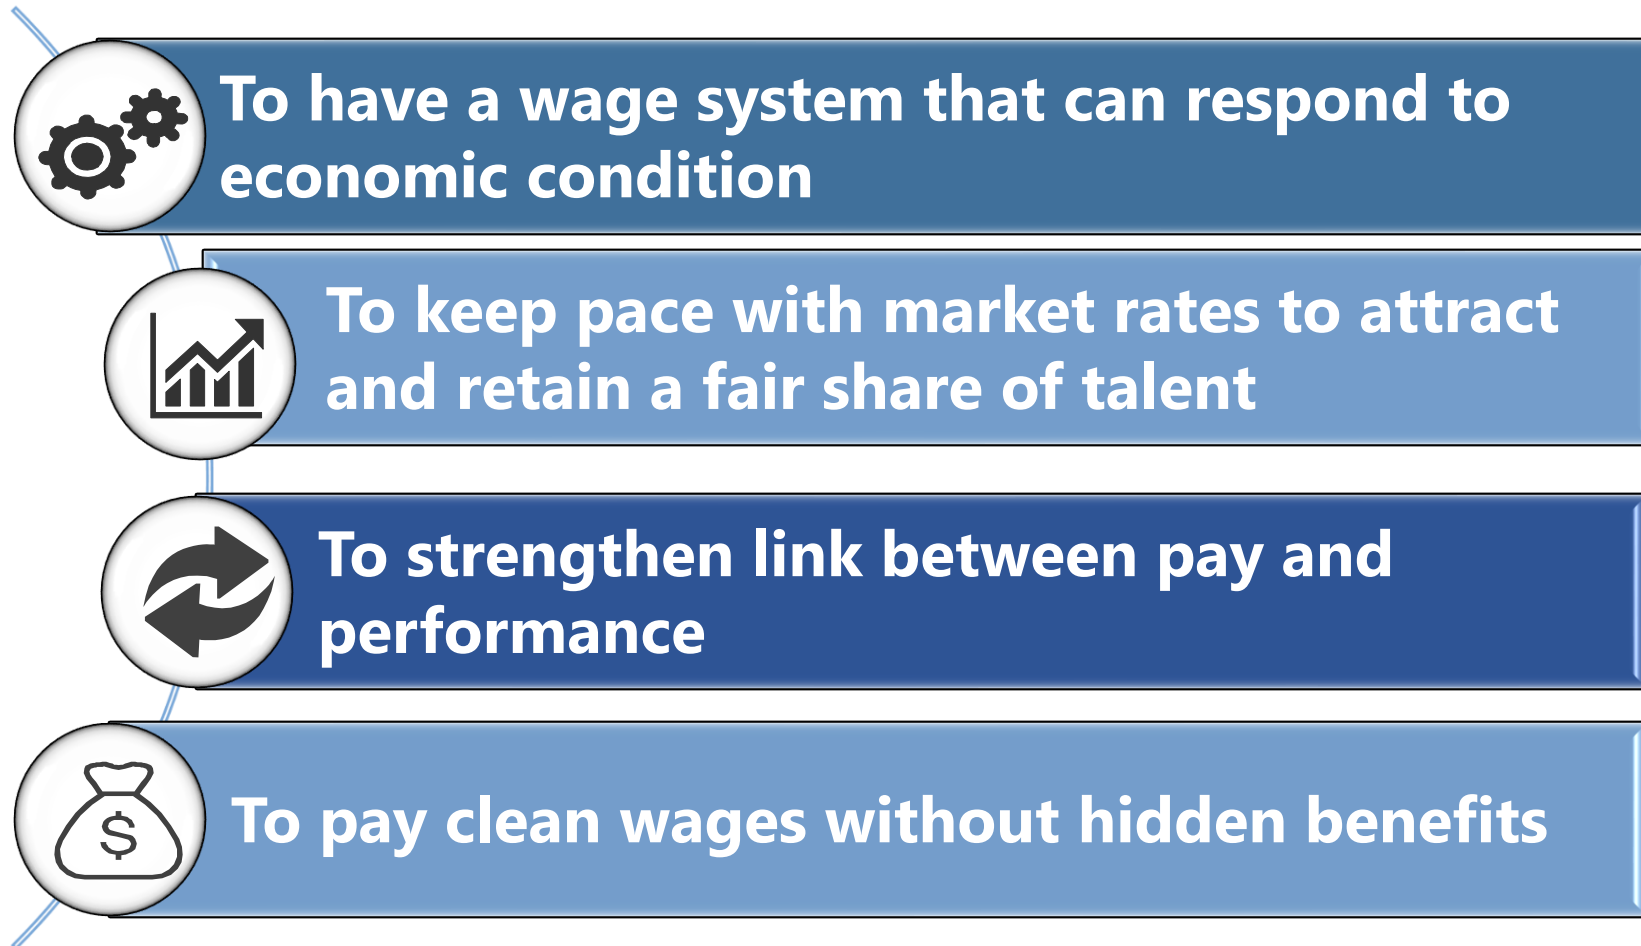 To have a wage system that can respond to
economic condition
To keep pace with market rates to attract
and retain a fair share of talent
To strengthen link between pay and
performance
$
To pay clean wages without hidden benefits